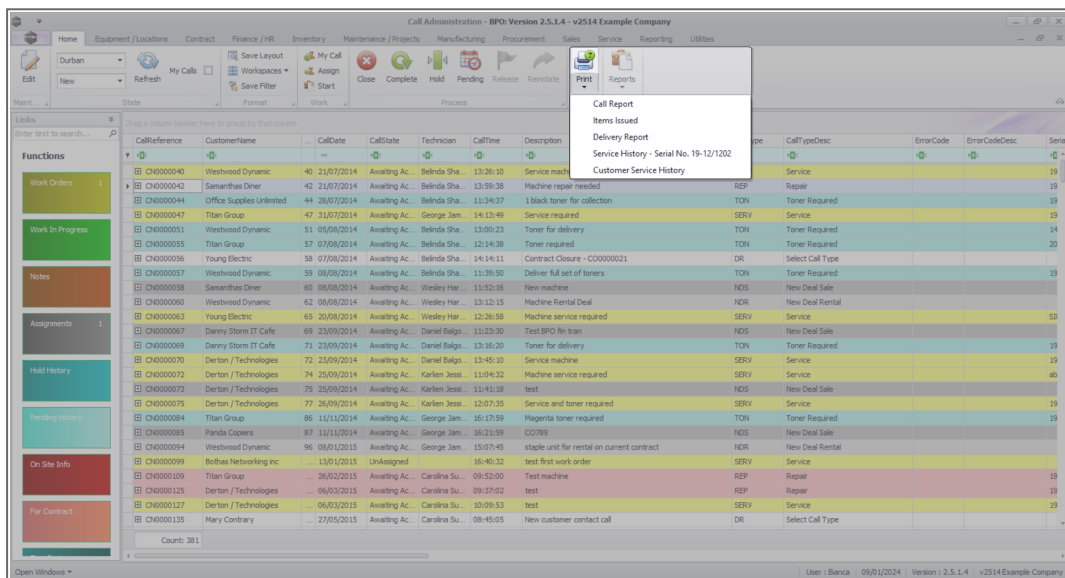 Call Administration - BPO: Version 2.5.1.4 - v2514 Example Company
Home Equipment / Locations Contract Finance / HR Inventory Maintenance / Projects Manufacturing Procurement Sales Service Reporting Utilities
Durban
New
Edit
Refresh
My Calls
Save Layout
Workspaces
Save Filter
My Call
Assign
Start
Close Complete Hold Pending Release Reinstate
Print
Reports
Maint... State Format Work Process
Call Report
Items Issued
Delivery Report
Service History - Serial No. 19-12/1202
Customer Service History
Links
Enter text to search...
Functions
Work Orders 1
Work In Progress
Notes
Assignments 1
Hold History
Pending History
On Site Info
For Contract
Drag a column header here to group by that column
CallReference CustomerName ... CallDate CallState Technician CallTime Description CallTypeDesc ErrorCode ErrorCodeDesc
CN0000040 Westwood Dynamic 40 21/07/2014 Awaiting Ac... Belinda Sha... 13:26:10 Service Service 19
CN0000042 Samanthas Diner 42 21/07/2014 Awaiting Ac... Belinda Sha... 13:59:38 Machine repair needed REP Repair 19
CN0000044 Office Supplies Unlimited 44 28/07/2014 Awaiting Ac... Belinda Sha... 11:34:37 1 black toner for collection TON Toner Required 19
CN0000047 Titan Group 47 31/07/2014 Awaiting Ac... George Jam... 14:13:49 Service required SERV Service 19
CN0000051 Westwood Dynamic 51 05/08/2014 Awaiting Ac... Belinda Sha... 13:00:23 Toner for delivery TON Toner Required 14
CN0000055 Titan Group 57 07/08/2014 Awaiting Ac... Belinda Sha... 12:14:38 Toner required TON Toner Required 20
CN0000056 Young Electric 58 07/08/2014 Awaiting Ac... Belinda Sha... 14:14:11 Contract Closure - CO0000021 DR Select Call Type
CN0000057 Westwood Dynamic 59 08/08/2014 Awaiting Ac... Belinda Sha... 11:39:50 Deliver full set of toners TON Toner Required 19
CN0000058 Samanthas Diner 60 08/08/2014 Awaiting Ac... Wesley Har... 11:52:16 New machine NDS New Deal Sale
CN0000060 Westwood Dynamic 62 08/08/2014 Awaiting Ac... Wesley Har... 13:12:15 Machine Rental Deal NDR New Deal Rental
CN0000063 Young Electric 65 20/08/2014 Awaiting Ac... Wesley Har... 12:26:58 Machine service required SERV Service
CN0000067 Danny Storm IT Cafe 69 23/09/2014 Awaiting Ac... Daniel Balgo... 11:23:30 Test BPO fin tran NDS New Deal Sale
CN0000069 Danny Storm IT Cafe 71 23/09/2014 Awaiting Ac... Daniel Balgo... 13:16:20 Toner for delivery TON Toner Required 19
CN0000070 Derton / Technologies 72 23/09/2014 Awaiting Ac... Daniel Balgo... 13:45:10 Service machine SERV Service 19
CN0000072 Derton / Technologies 74 25/09/2014 Awaiting Ac... Karlien Jessi... 11:04:32 Machine service required SERV Service ab
CN0000073 Derton / Technologies 75 25/09/2014 Awaiting Ac... Karlien Jessi... 11:41:18 test NDS New Deal Sale
CN0000075 Derton / Technologies 77 26/09/2014 Awaiting Ac... Karlien Jessi... 12:07:35 Service and toner required SERV Service 19
CN0000084 Titan Group 86 11/11/2014 Awaiting Ac... George Jam... 16:17:59 Magenta toner required TON Toner Required 19
CN0000085 Panda Copiers 87 11/11/2014 Awaiting Ac... George Jam... 16:21:59 CO789 NDS New Deal Sale
CN0000094 Westwood Dynamic 96 08/01/2015 Awaiting Ac... George Jam... 15:07:45 staple unit for rental on current contract NDR New Deal Rental
CN0000099 Bothas Networking inc ... 13/01/2015 UnAssigned 16:40:32 test first work order SERV Service
CN0000109 Titan Group ... 26/02/2015 Awaiting Ac... Carolina Su... 09:52:00 Test machine REP Repair 19
CN0000125 Derton / Technologies ... 06/03/2015 Awaiting Ac... Carolina Su... 09:37:02 test REP Repair 19
CN0000127 Derton / Technologies ... 06/03/2015 Awaiting Ac... Carolina Su... 10:09:53 test SERV Service 19
CN0000135 Mary Contrary ... 27/05/2015 Awaiting Ac... Carolina Su... 08:45:05 New customer contact call DR Select Call Type
Count: 381
Open Windows
User : Bianca 09/01/2024 Version : 2.5.1.4 v2514 Example Company